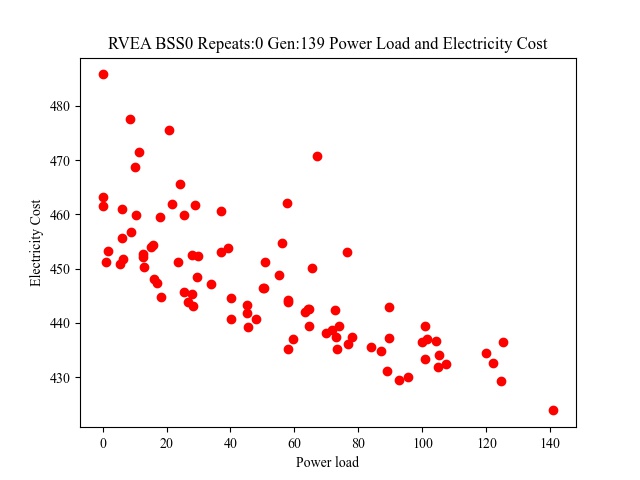 RVEA BSS0 Repeats:0 Gen:139 Power Load and Electricity Cost
480
470
460
450
440
430
Electricity Cost
0 20 40 60 80 100 120 140
Power load